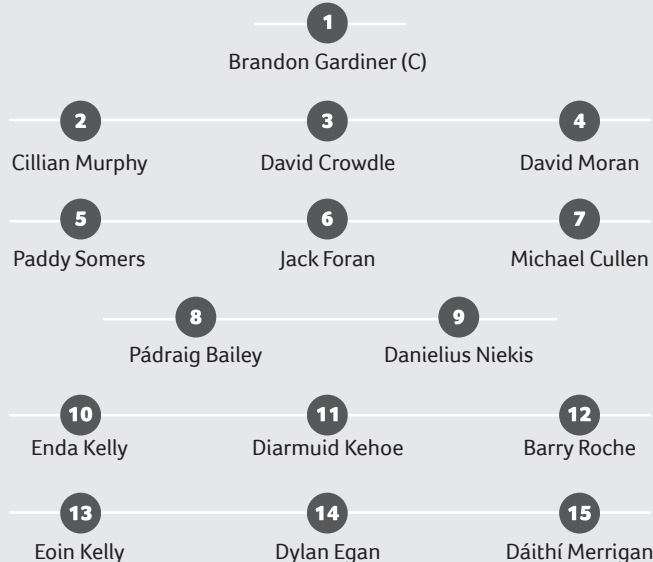 1
Brandon Gardiner (C)
2 3 4
Cillian Murphy David Crowdle David Moran
5 6 7
Paddy Somers Jack Foran Michael Cullen
8 9
Pádraig Bailey Danielius Niekis
10 11 12
Enda Kelly Diarmuid Kehoe Barry Roche
13 14 15
Eoin Kelly Dylan Egan Dáithí Merrigan